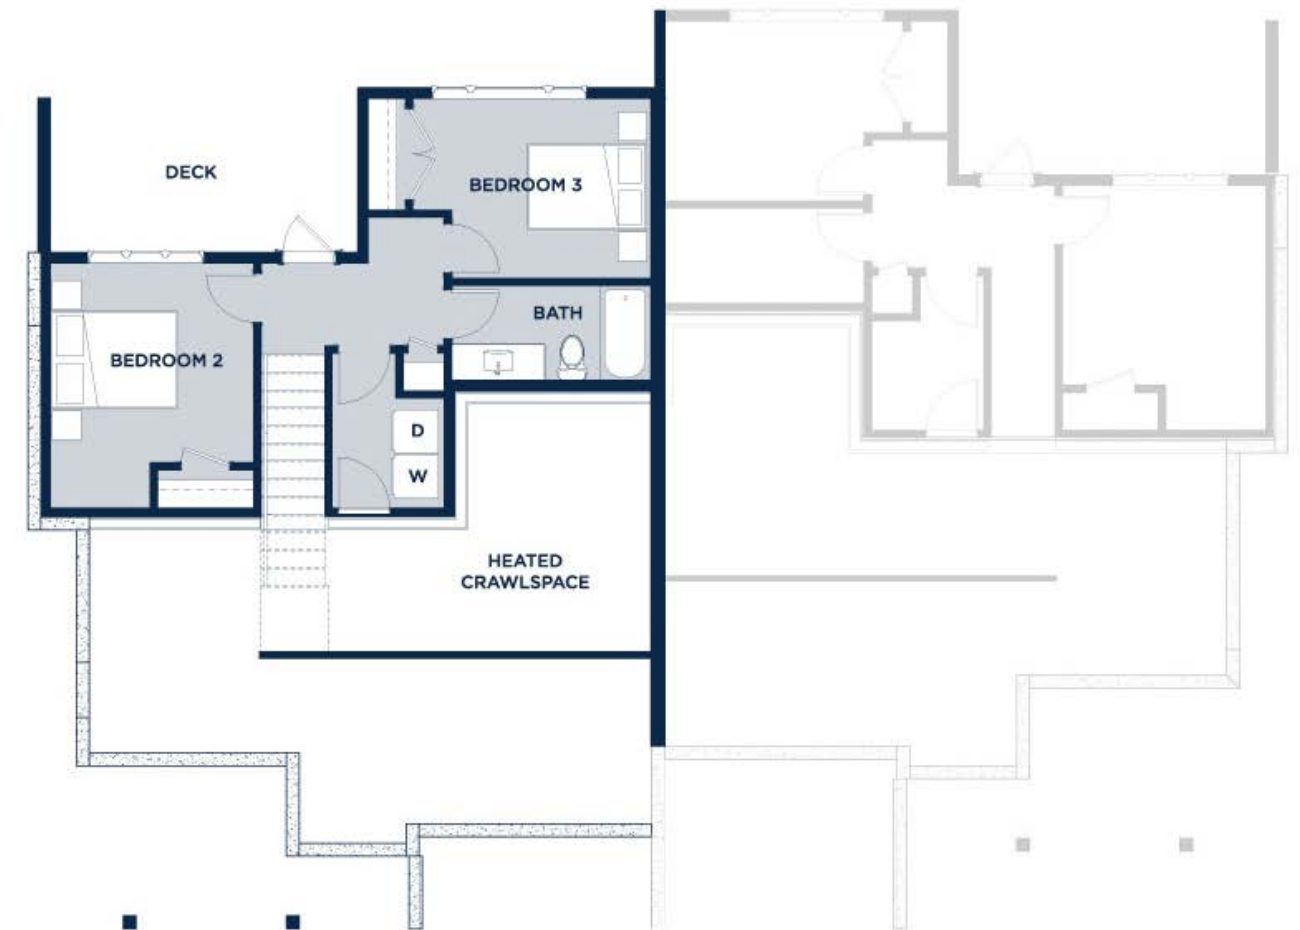 DECK
BEDROOM 3
BATH
BEDROOM 2
D
W
HEATED
CRAWLSPACE